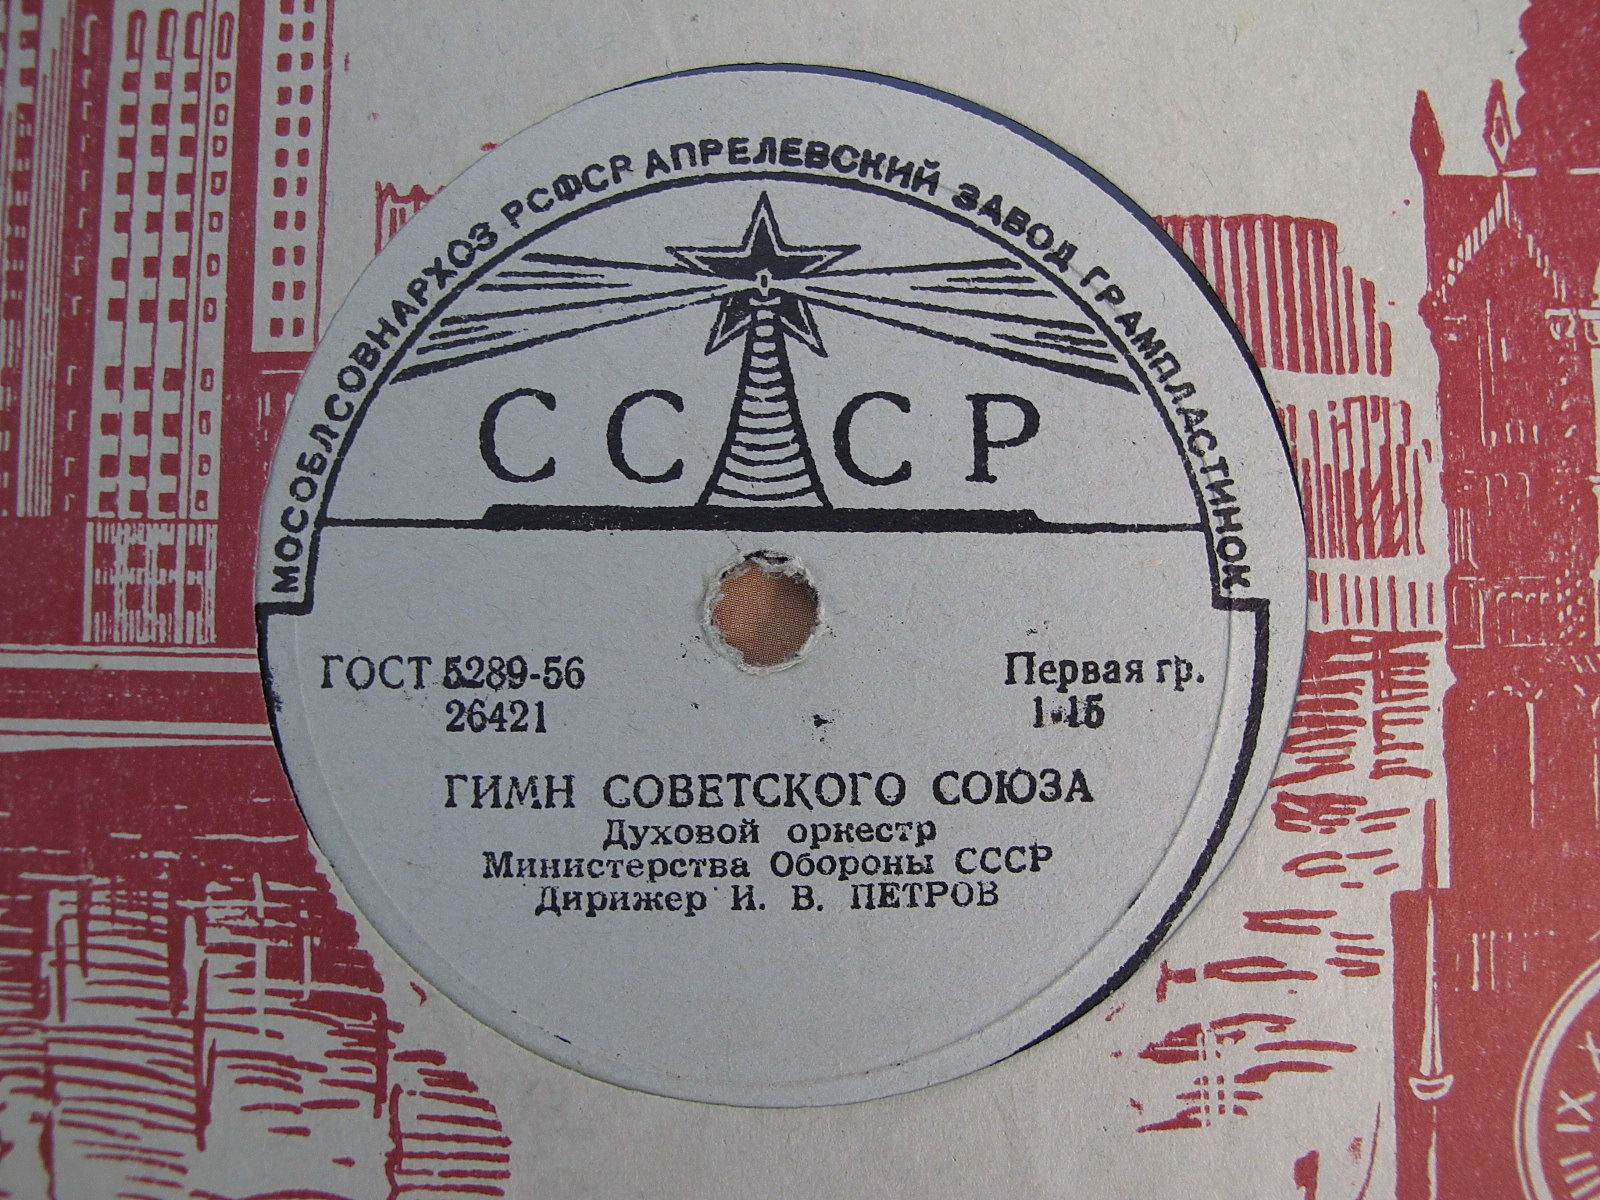 МОСОБЛСОВНАРХОЗ РСФСР АПРЕЛЕВСКИЙ ЗАВОД ГРАМПЛАСТИНОК
СССР
ГОСТ 5289-56 Первая гр.
26421 1-15
ГИМН СОВЕТСКОГО СОЮЗА
Духовой оркестр
Министерства Обороны СССР
Дирижер И. В. ПЕТРОВ
IX